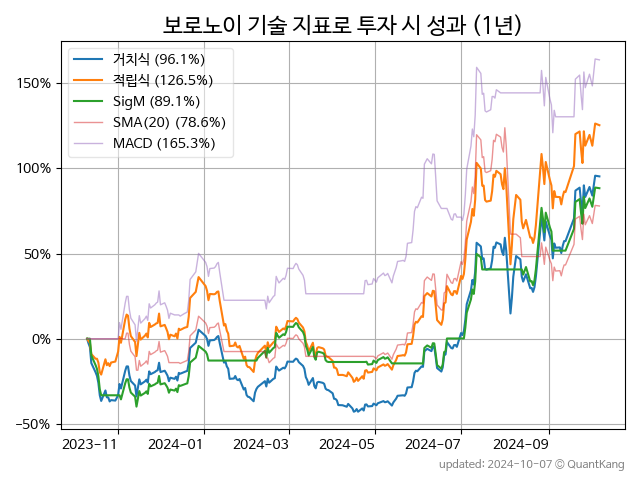 보로노이 기술 지표로 투자 시 성과 (1년)
거치식 (96.1%)
적립식 (126.5%)
SigM (89.1%)
SMA(20) (78.6%)
MACD (165.3%)
150%
100%
50%
0%
−50%
2023−11
2024−01
2024−03
2024−05
2024−07
2024−09
updated: 2024-10-07 © QuantKang